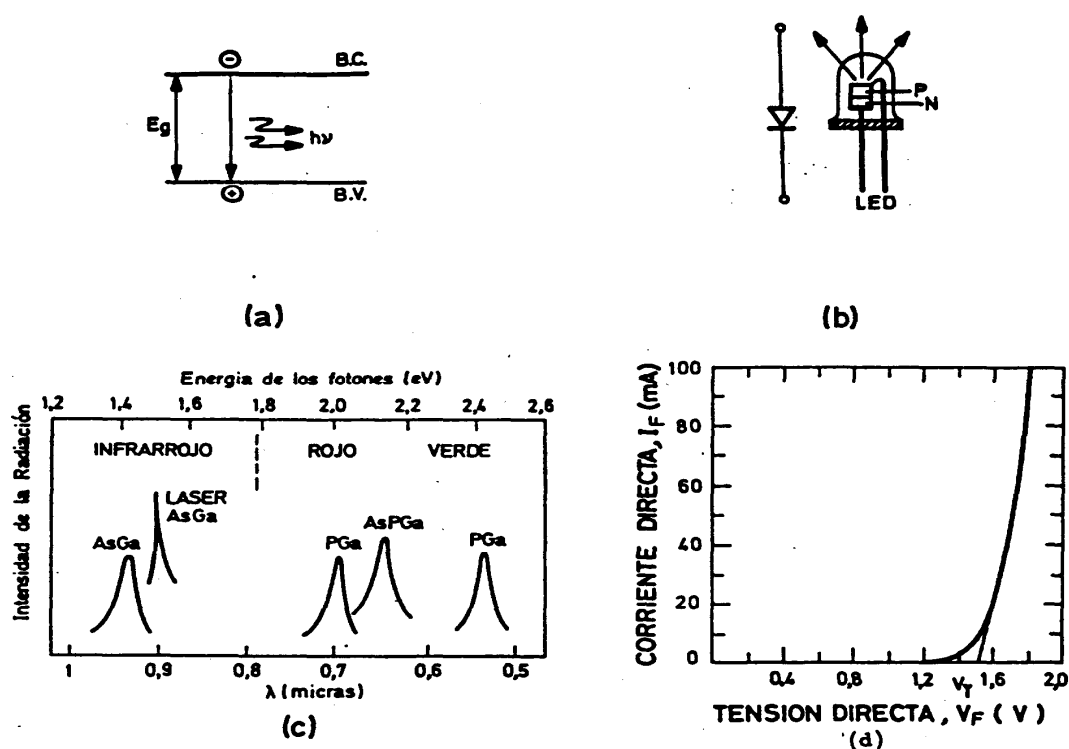 ⊖ B.C.
Eg
hν
⊕ B.V.
(a)
P
N
LED
(b)
Energia de los fotones (eV)
1,2 1.4 1.6 1.8 2.0 2.2 2.4 2,6
Intensidad de la Radiación
INFRARROJO ROJO VERDE
LASER
AsGa
AsGa
PGa
AsPGa
PGa
1 0,9 0,8 0,7 0,6 0,5
λ (micras)
(c)
CORRIENTE DIRECTA, IF (mA)
100
80
60
40
20
0
0,4 0,8 1,2 VT 1,6 2,0
TENSION DIRECTA, VF ( V )
(d)